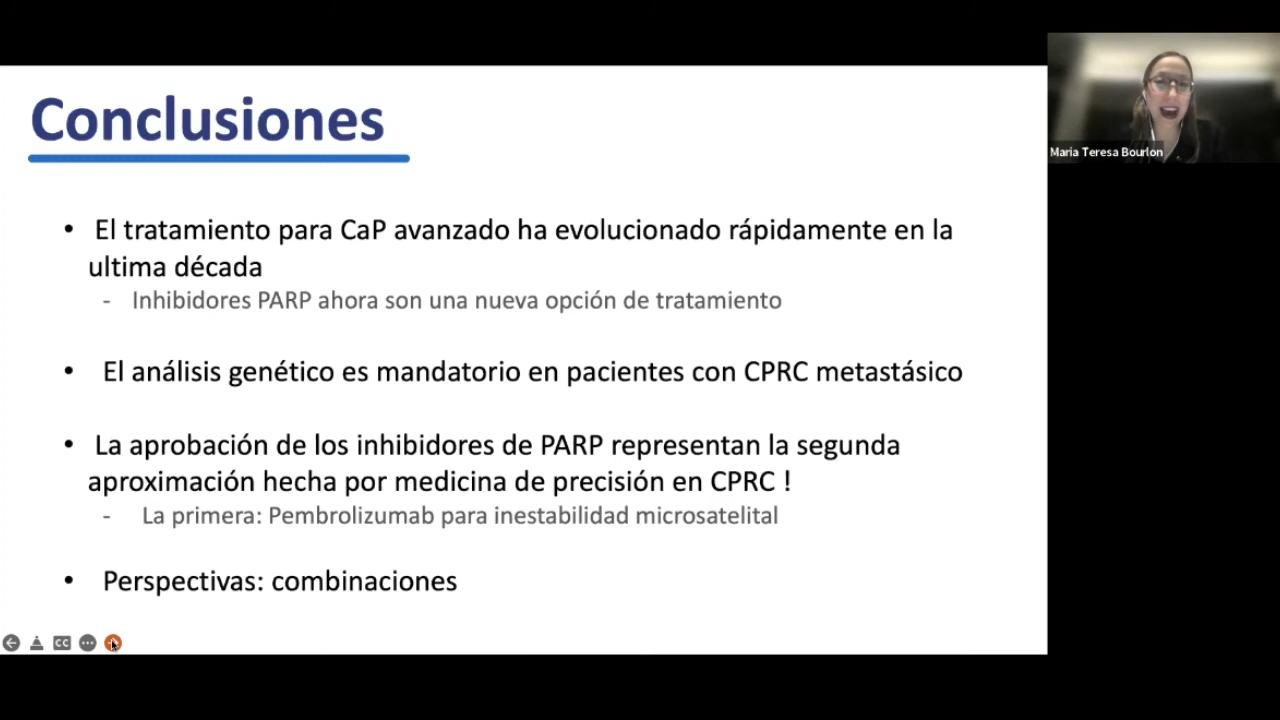 Conclusiones
• El tratamiento para CaP avanzado ha evolucionado rápidamente en la
ultima década
- Inhibidores PARP ahora son una nueva opción de tratamiento
• El análisis genético es mandatorio en pacientes con CPRC metastásico
• La aprobación de los inhibidores de PARP representan la segunda
aproximación hecha por medicina de precisión en CPRC !
- La primera: Pembrolizumab para inestabilidad microsatelital
• Perspectivas: combinaciones
CC
Maria Teresa Bourlon